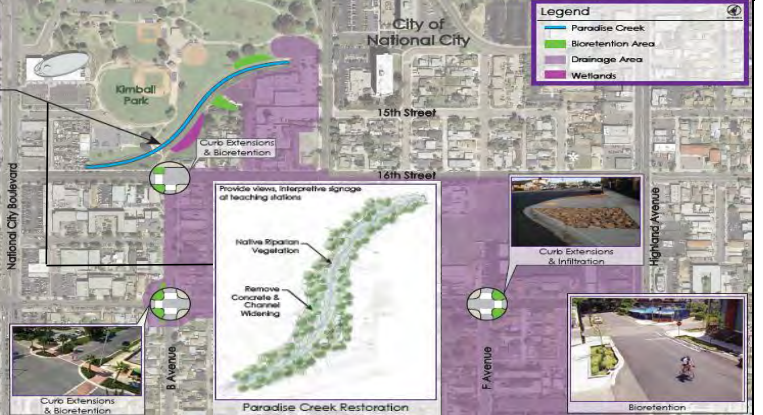 City of
National City
Legend
Paradise Creek
Bioretention Area
Drainage Area
Wetlands
Kimball
Park
15th Street
Curb Extensions
& Bioretention
16th Street
National City Boulevard
Highland Avenue
Provide views, interpretive signage
at teaching stations
Native Riparian
Vegetation
Remove
Concrete &
Channel
Widening
Paradise Creek Restoration
Curb Extensions
& Infiltration
B Avenue
F Avenue
Curb Extensions
& Bioretention
Bioretention